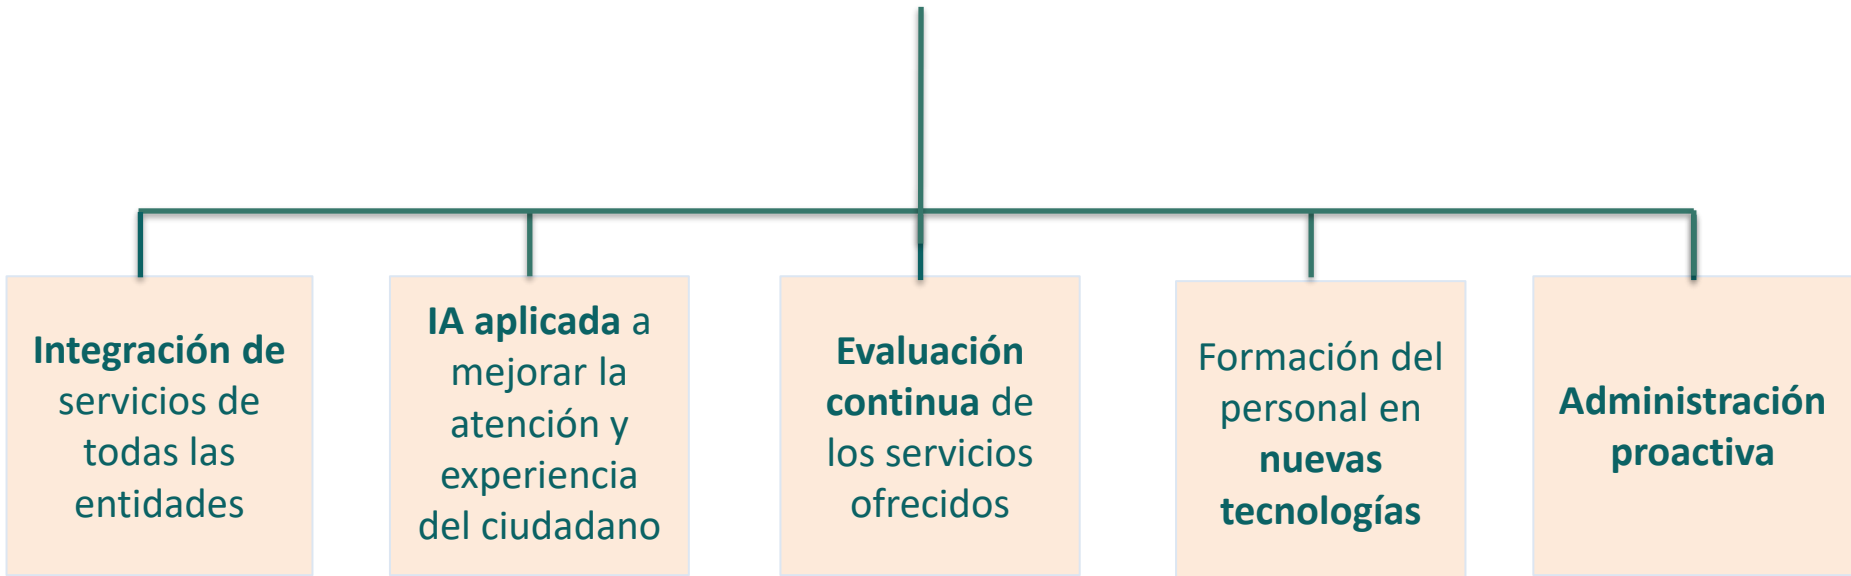 Integración de
servicios de
todas las
entidades
IA aplicada a
mejorar la
atención y
experiencia
del ciudadano
Evaluación
continua de
los servicios
ofrecidos
Formación del
personal en
nuevas
tecnologías
Administración
proactiva